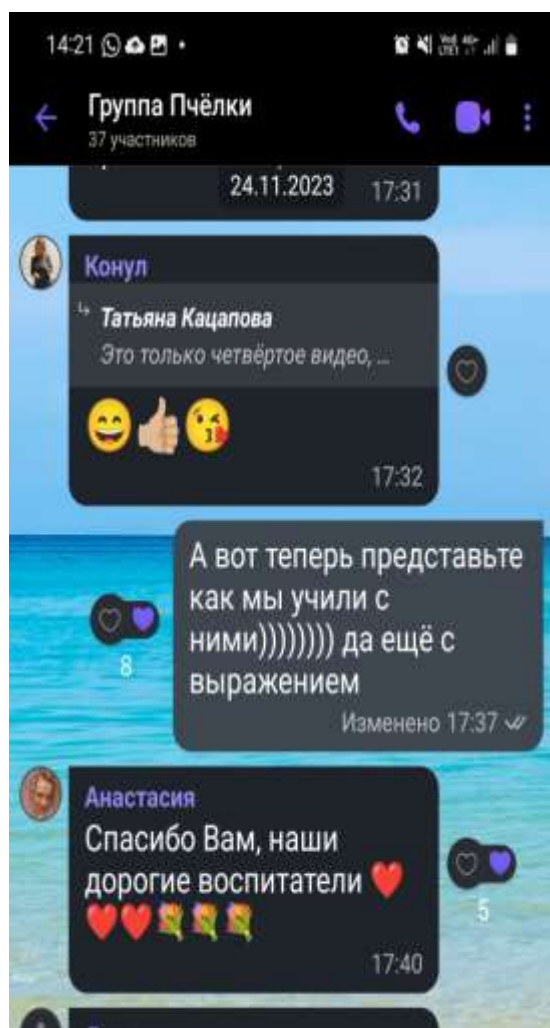 14:21
Группа Пчёлки
37 участников
24.11.2023
17:31
Конул
Татьяна Кацапова
Это только четвёртое видео, ...
17:32
А вот теперь представьте
как мы учили с
ними)))))))) да ещё с
выражением
Изменено 17:37
8
Анастасия
Спасибо Вам, наши
дорогие воспитатели
5
17:40